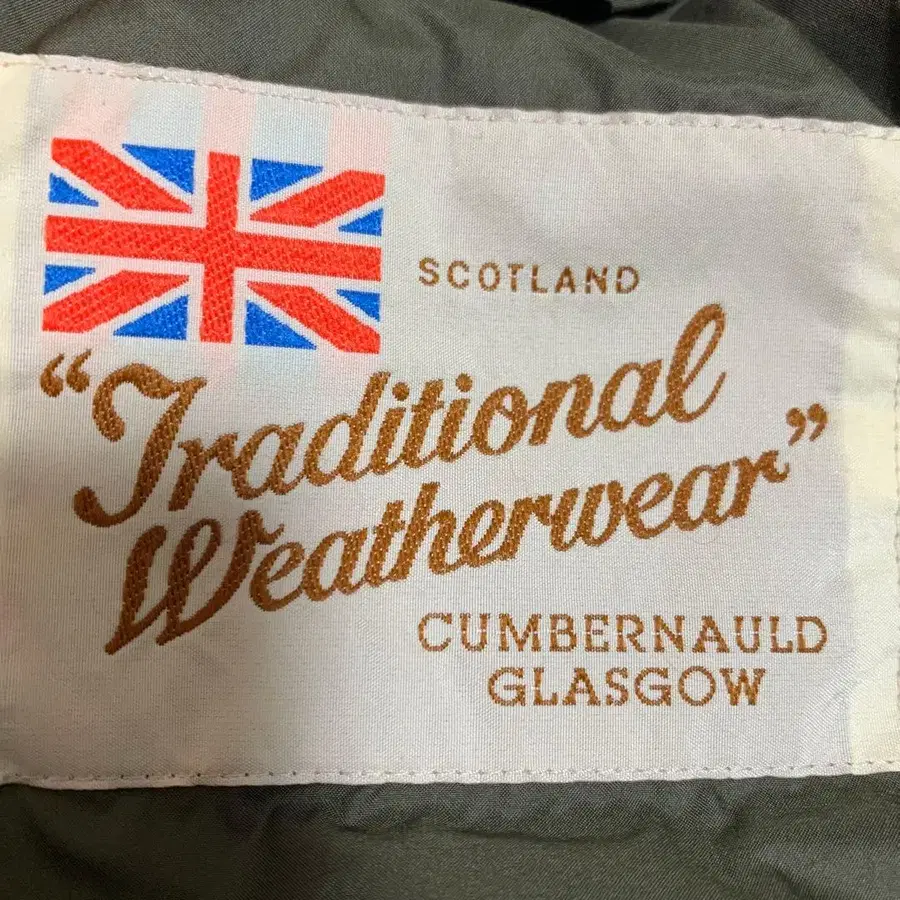 SCOTLAND
“Traditional
Weatherwear”
CUMBERNAULD
GLASGOW